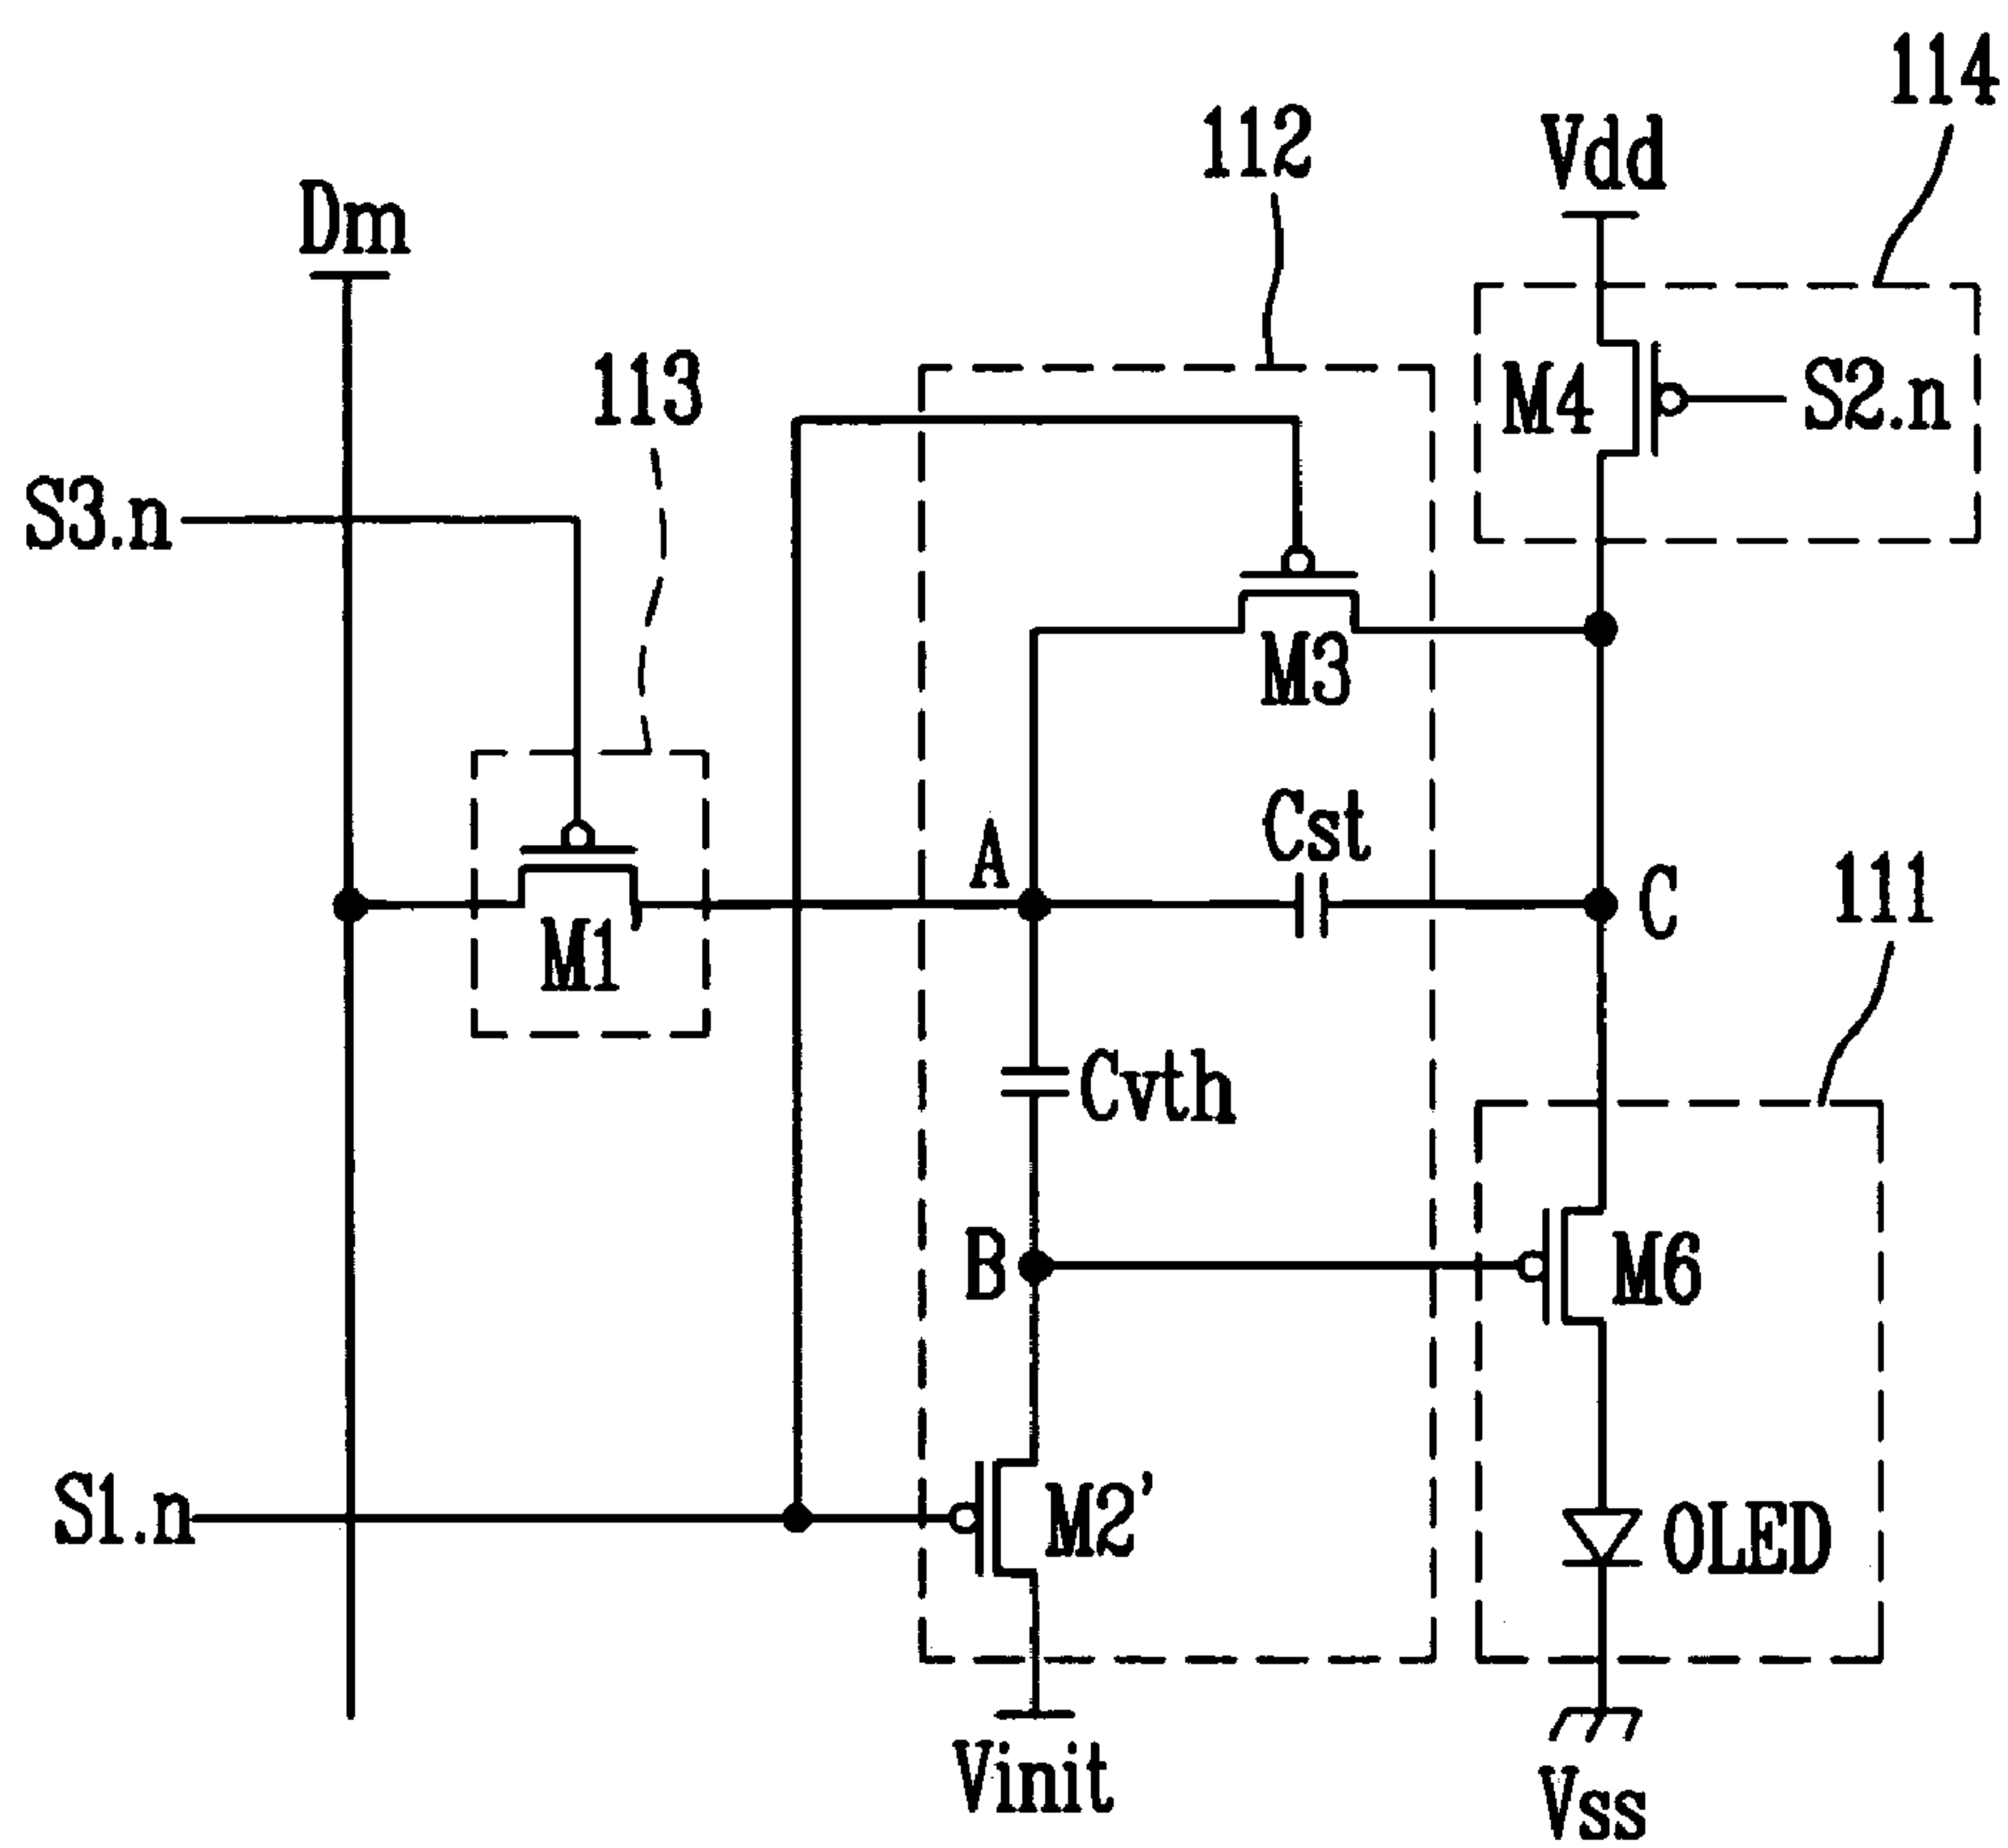 114
112
Vdd
Dm
113
M4
S2.n
S3.n
M3
Cst
A
C
111
M1'
Cvth
B
M6
S1.n
M2'
OLED
Vinit
Vss